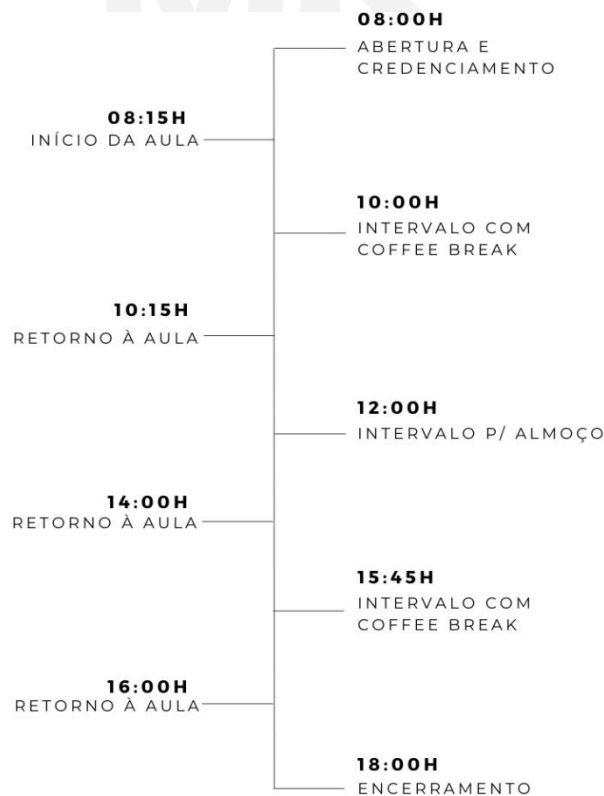 08:00H
ABERTURA E
CREDENCIAMENTO
08:15H
INÍCIO DA AULA
10:00H
INTERVALO COM
COFFEE BREAK
10:15H
RETORNO À AULA
12:00H
INTERVALO P/ ALMOÇO
14:00H
RETORNO À AULA
15:45H
INTERVALO COM
COFFEE BREAK
16:00H
RETORNO À AULA
18:00H
ENCERRAMENTO